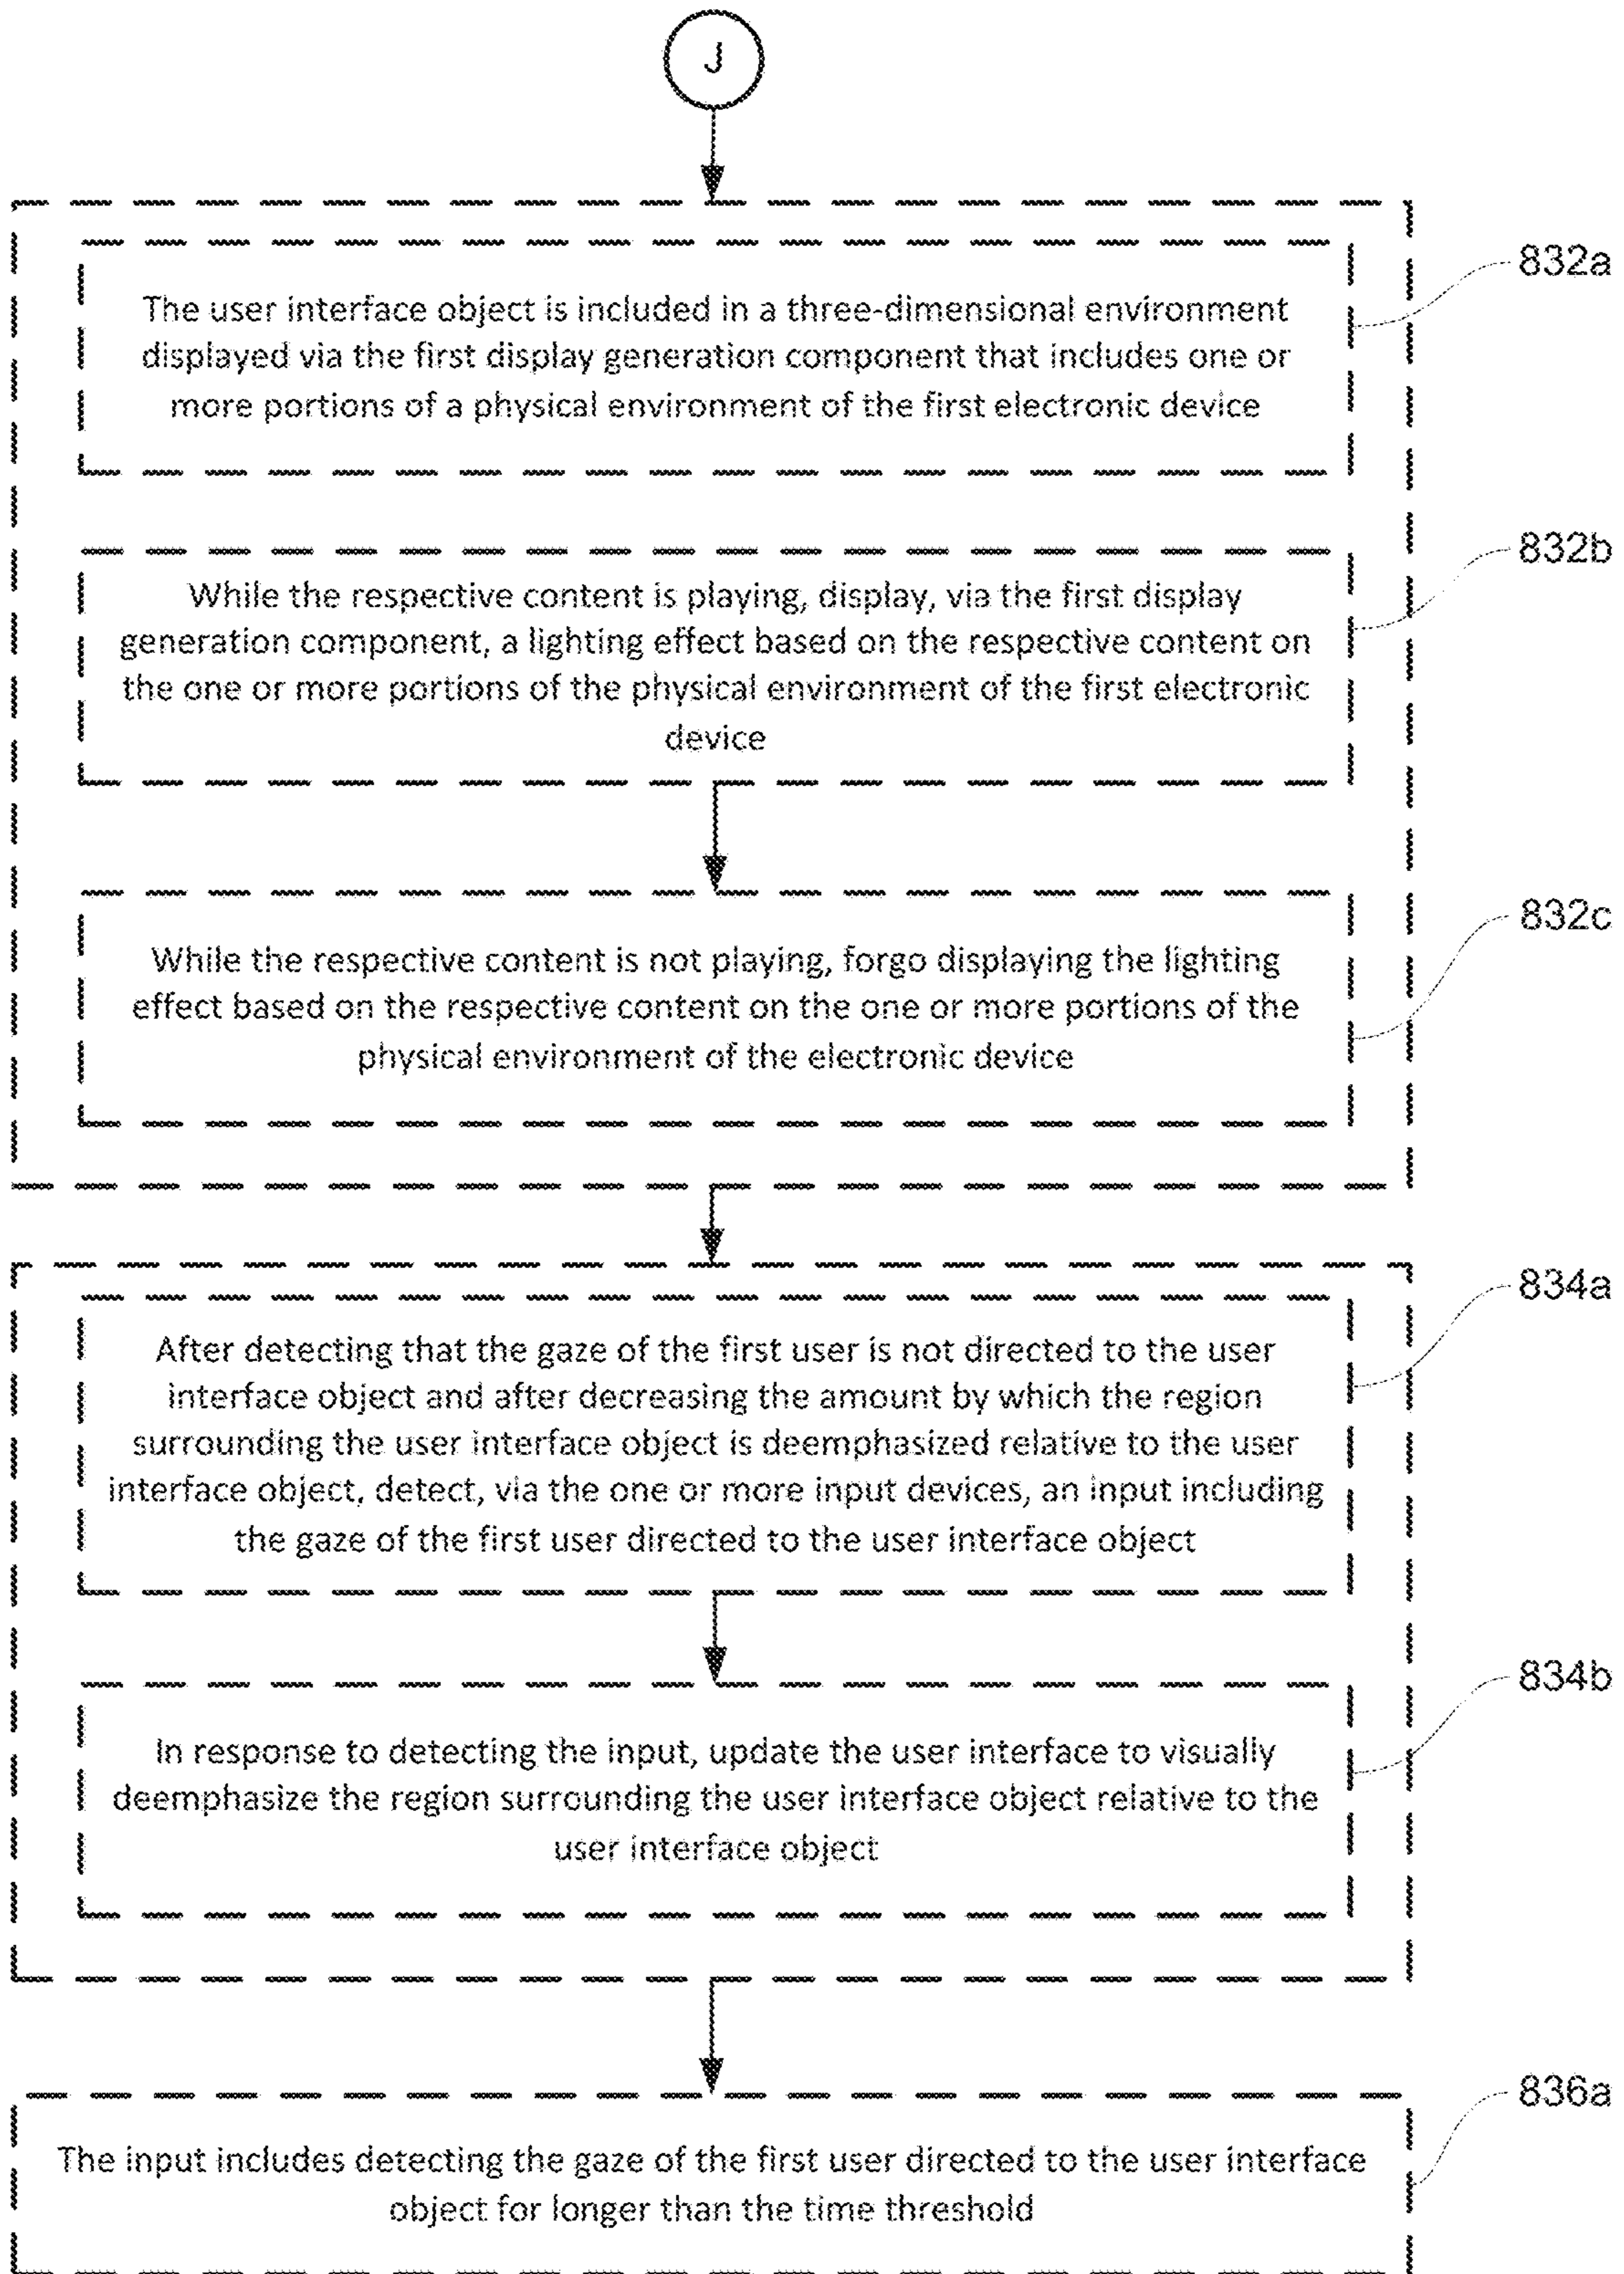 J
832a
The user interface object is included in a three-dimensional environment
displayed via the first display generation component that includes one or
more portions of a physical environment of the first electronic device
832b
While the respective content is playing, display, via the first display
generation component, a lighting effect based on the respective content on
the one or more portions of the physical environment of the first electronic
device
832c
While the respective content is not playing, forgo displaying the lighting
effect based on the respective content on the one or more portions of the
physical environment of the electronic device
834a
After detecting that the gaze of the first user is not directed to the user
interface object and after decreasing the amount by which the region
surrounding the user interface object is deemphasized relative to the user
interface object, detect, via the one or more input devices, an input including
the gaze of the first user directed to the user interface object
834b
In response to detecting the input, update the user interface to visually
deemphasize the region surrounding the user interface object relative to the
user interface object
836a
The input includes detecting the gaze of the first user directed to the user interface
object for longer than the time threshold